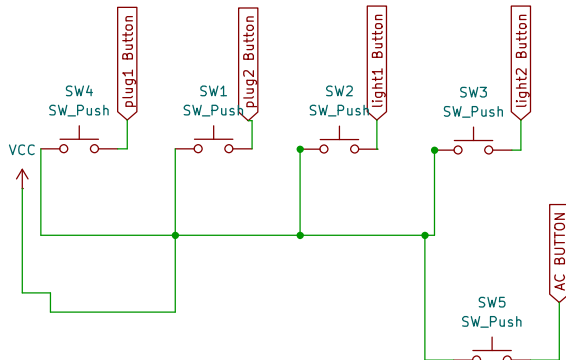 plug1 Button
plug2 Button
light1 Button
light2 Button
SW4
SW_Push
SW1
SW_Push
SW2
SW_Push
SW3
SW_Push
VCC
AC BUTTON
SW5
SW_Push